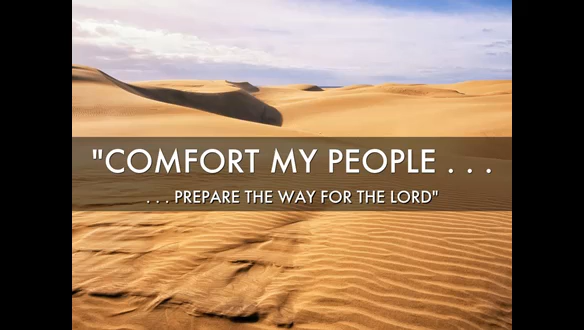 "COMFORT MY PEOPLE . . .
. . . PREPARE THE WAY FOR THE LORD"